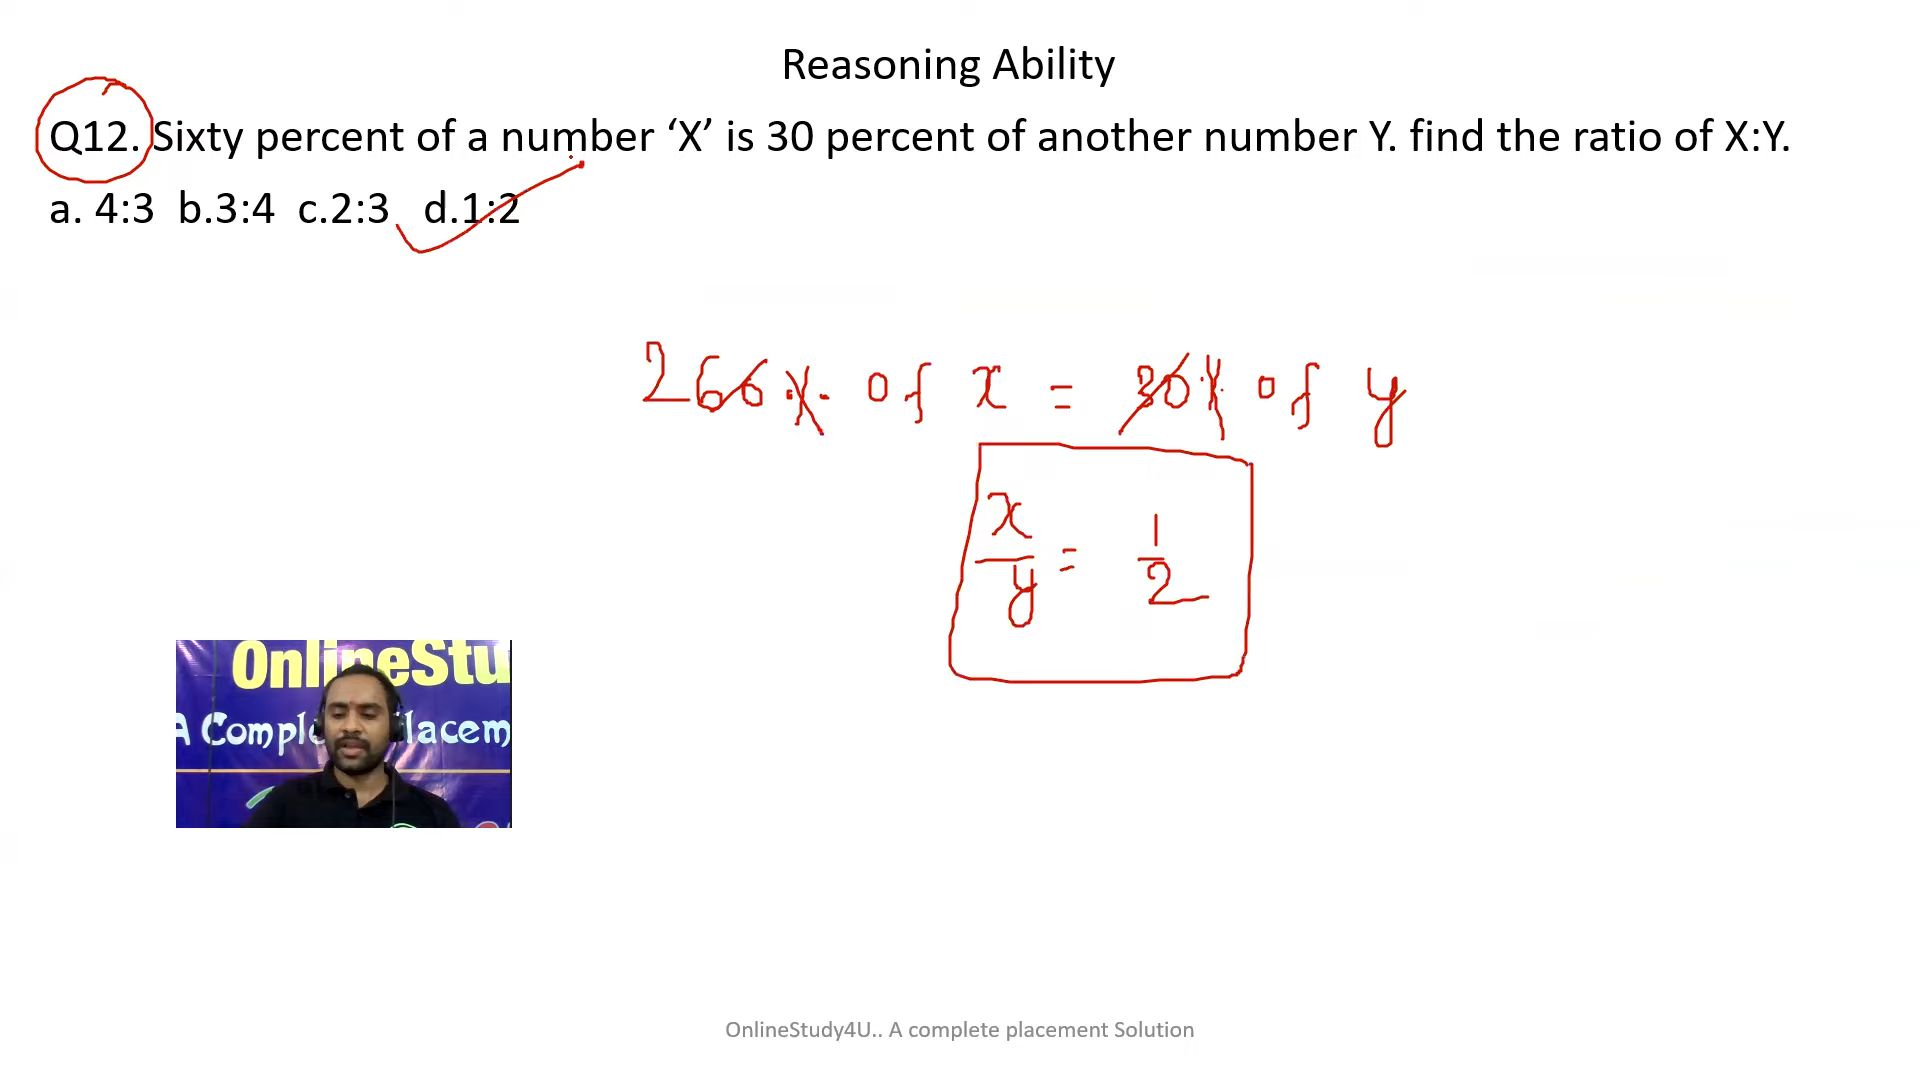 Reasoning Ability
Q12. Sixty percent of a number ‘X’ is 30 percent of another number Y. find the ratio of X:Y.
a. 4:3 b.3:4 c.2:3 d.1:2
2 60% of x = 30% of y
x/y = 1/2
OnlineStu
A Comple lacem
OnlineStudy4U.. A complete placement Solution